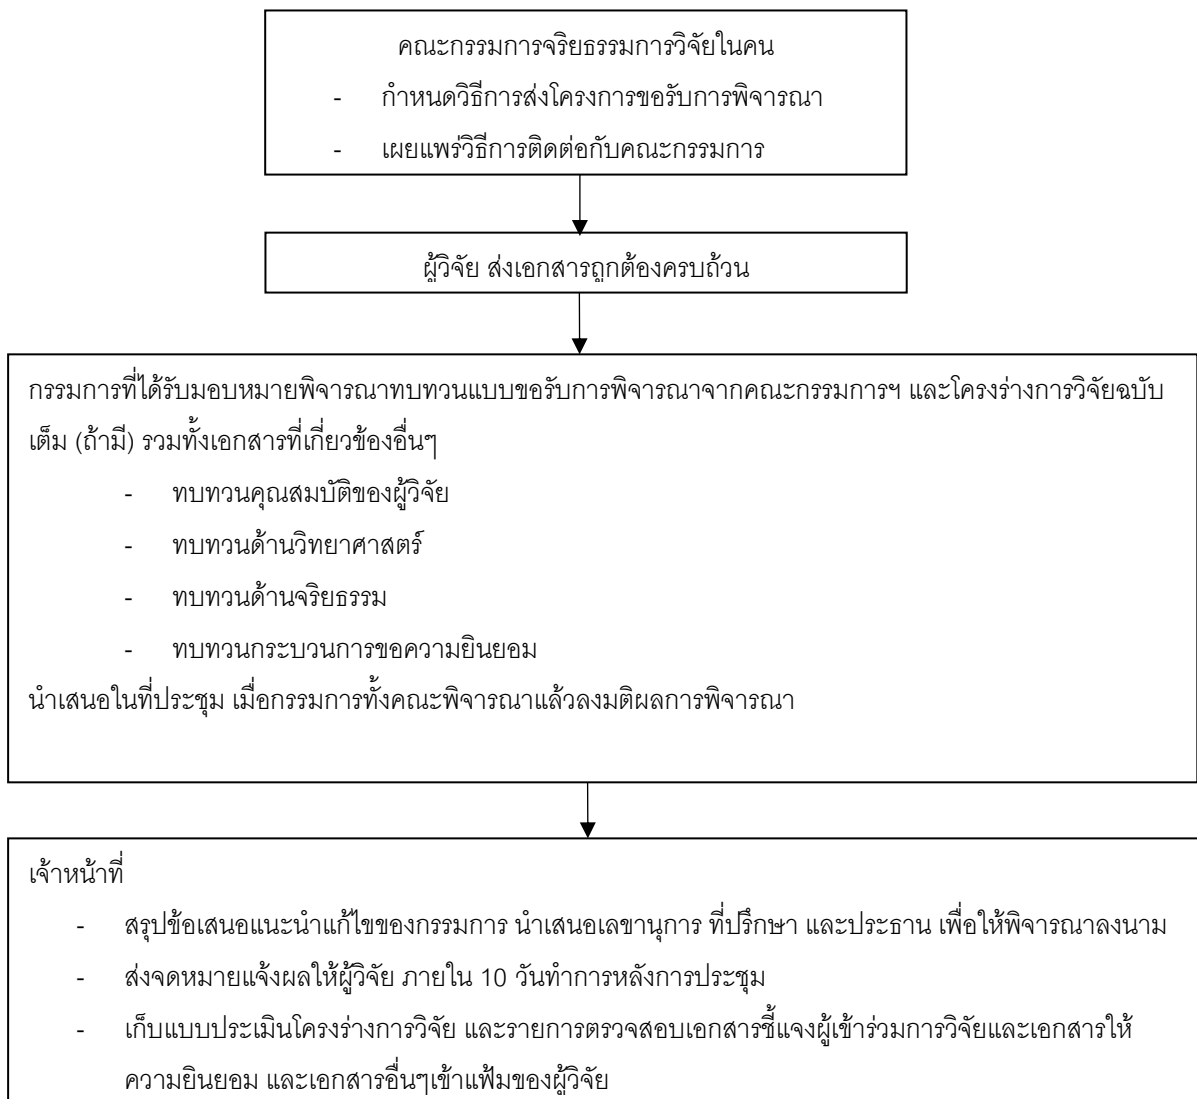 คณะกรรมการจริยธรรมการวิจัยในคน
- กำหนดวิธีการส่งโครงการขอรับการพิจารณา
- เผยแพร่วิธีการติดต่อกับคณะกรรมการ
ผู้วิจัย ส่งเอกสารถูกต้องครบถ้วน
กรรมการที่ได้รับมอบหมายพิจารณาทบทวนแบบขอรับการพิจารณาจากคณะกรรมการฯ และโครงร่างการวิจัยฉบับ
เต็ม (ถ้ามี) รวมทั้งเอกสารที่เกี่ยวข้องอื่นๆ
- ทบทวนคุณสมบัติของผู้วิจัย
- ทบทวนด้านวิทยาศาสตร์
- ทบทวนด้านจริยธรรม
- ทบทวนกระบวนการขอความยินยอม
นำเสนอในที่ประชุม เมื่อกรรมการทั้งคณะพิจารณาแล้วลงมติผลการพิจารณา
เจ้าหน้าที่
- สรุปข้อเสนอแนะนำแก้ไขของกรรมการ นำเสนอเลขานุการ ที่ปรึกษา และประธาน เพื่อให้พิจารณาลงนาม
- ส่งจดหมายแจ้งผลให้ผู้วิจัย ภายใน 10 วันทำการหลังการประชุม
- เก็บแบบประเมินโครงร่างการวิจัย และรายการตรวจสอบเอกสารชี้แจงผู้เข้าร่วมการวิจัยและเอกสารให้
ความยินยอม และเอกสารอื่นๆเข้าแฟ้มของผู้วิจัย